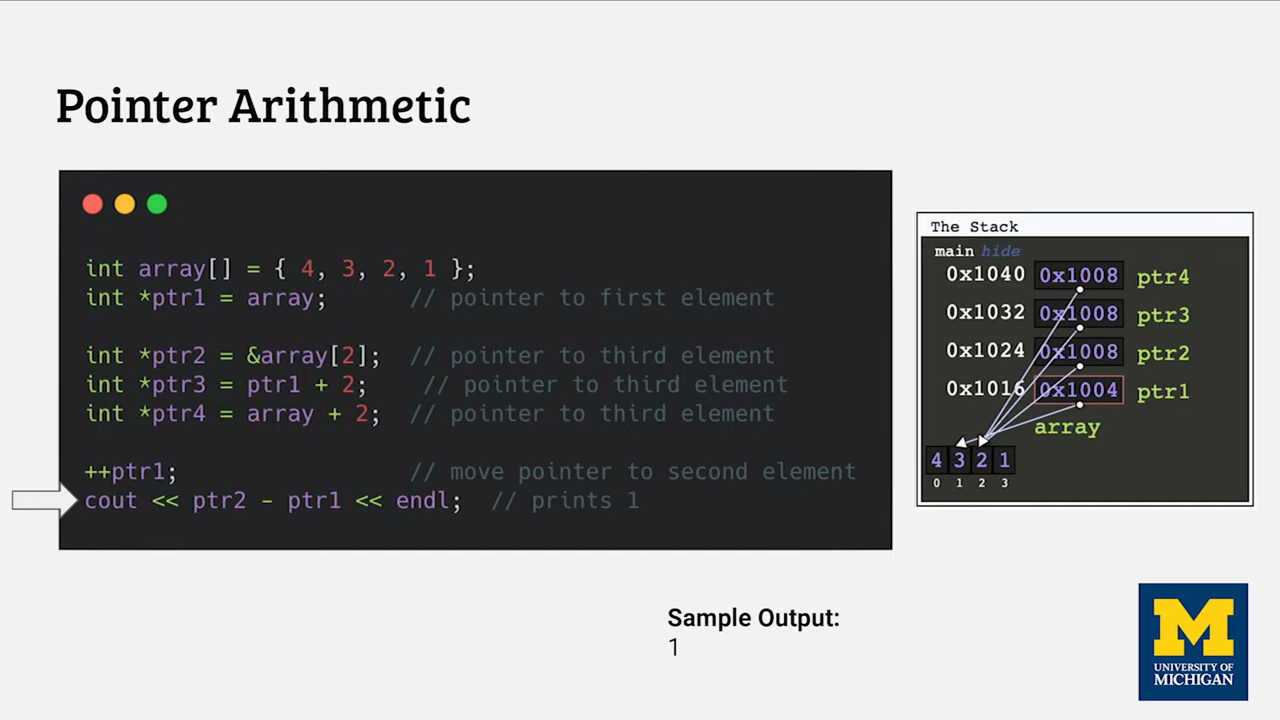 Pointer Arithmetic
int array[] = { 4, 3, 2, 1 };
int *ptr1 = array; // pointer to first element
int *ptr2 = &array[2]; // pointer to third element
int *ptr3 = ptr1 + 2; // pointer to third element
int *ptr4 = array + 2; // pointer to third element
++ptr1; // move pointer to second element
cout << ptr2 - ptr1 << endl; // prints 1
The Stack
main hide
0x1040 0x1008 ptr4
0x1032 0x1008 ptr3
0x1024 0x1008 ptr2
0x1016 0x1004 ptr1
array
4 3 2 1
0 1 2 3
Sample Output:
1
M
UNIVERSITY OF
MICHIGAN